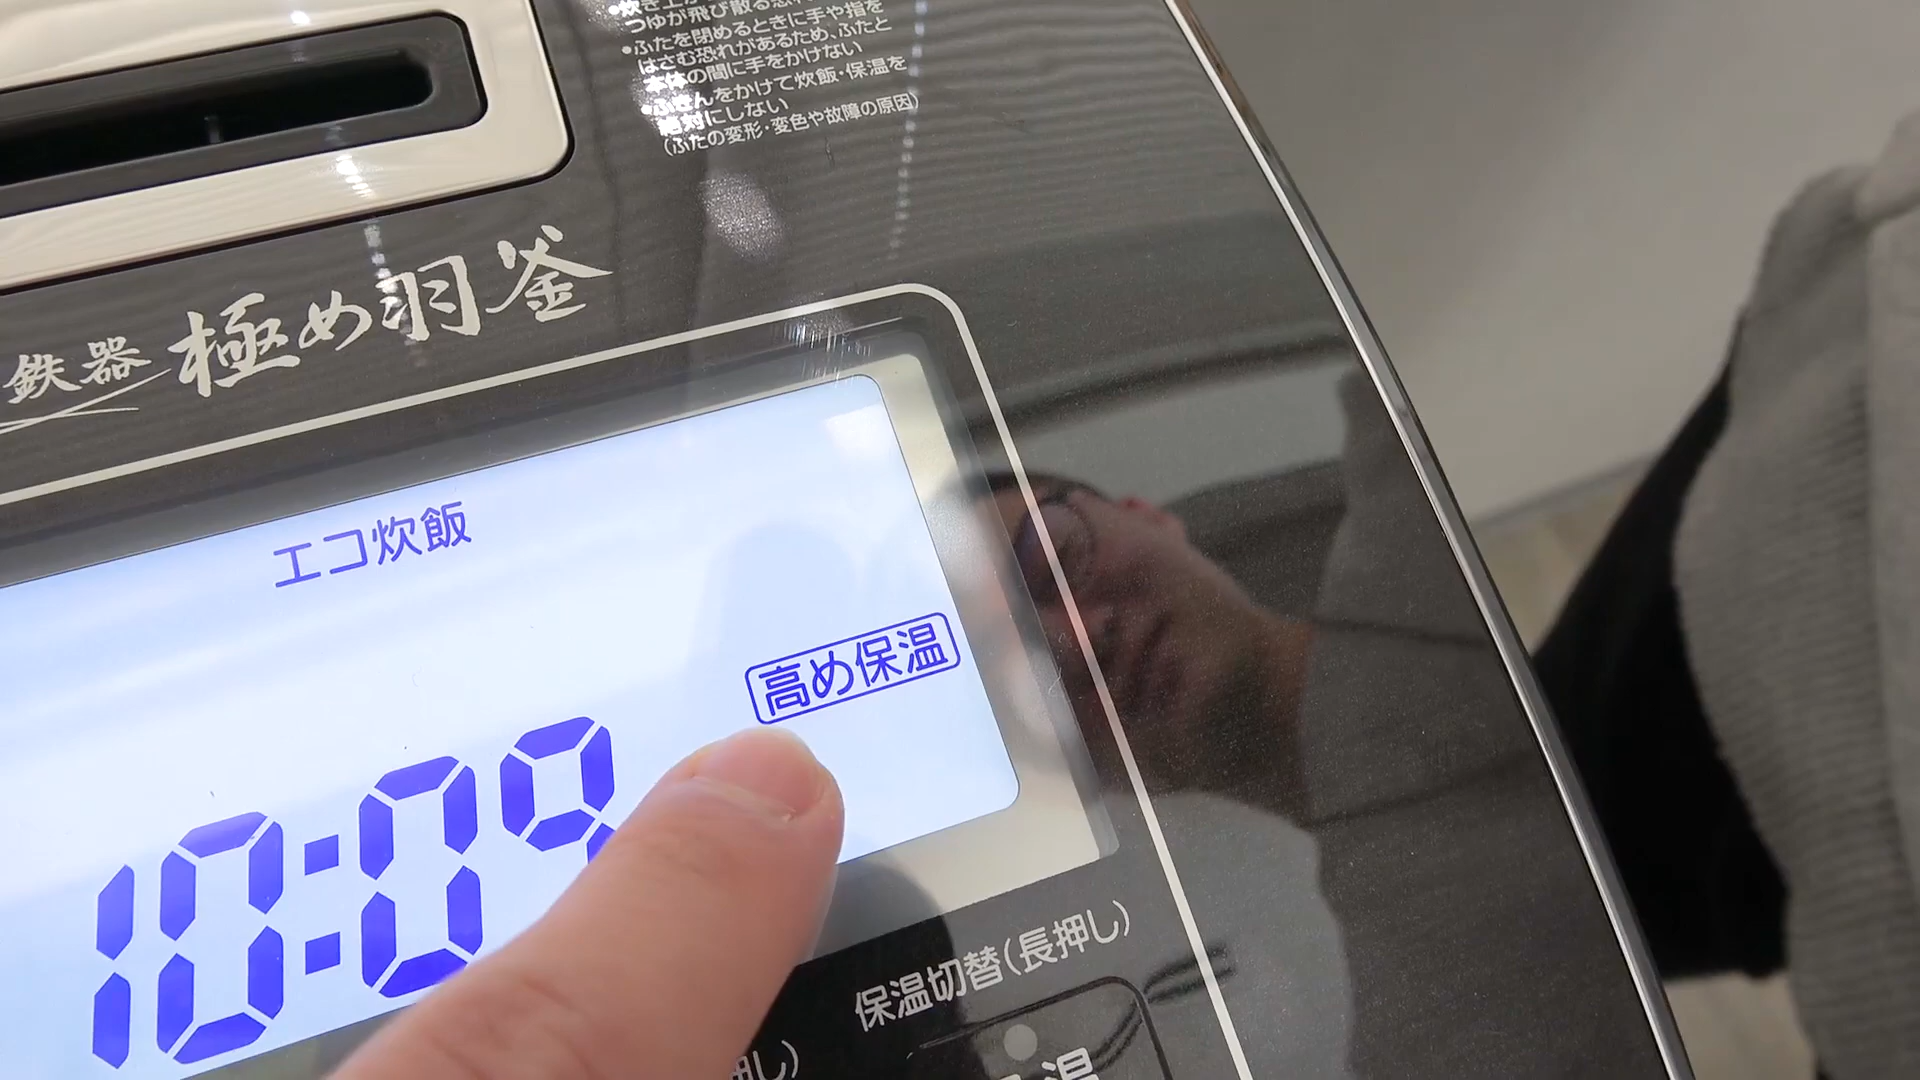 つゆが飛び散る恐れ
•ふたを閉めるときに手や指を
はさむ恐れがあるため、ふたと
本体の間に手をかけない
•ふきんをかけて炊飯・保温を
絶対にしない
(ふたの変形・変色や故障の原因)
鉄器 極め羽釜
エコ炊飯
高め保温
10:09
保温切替(長押し)
押し)
温